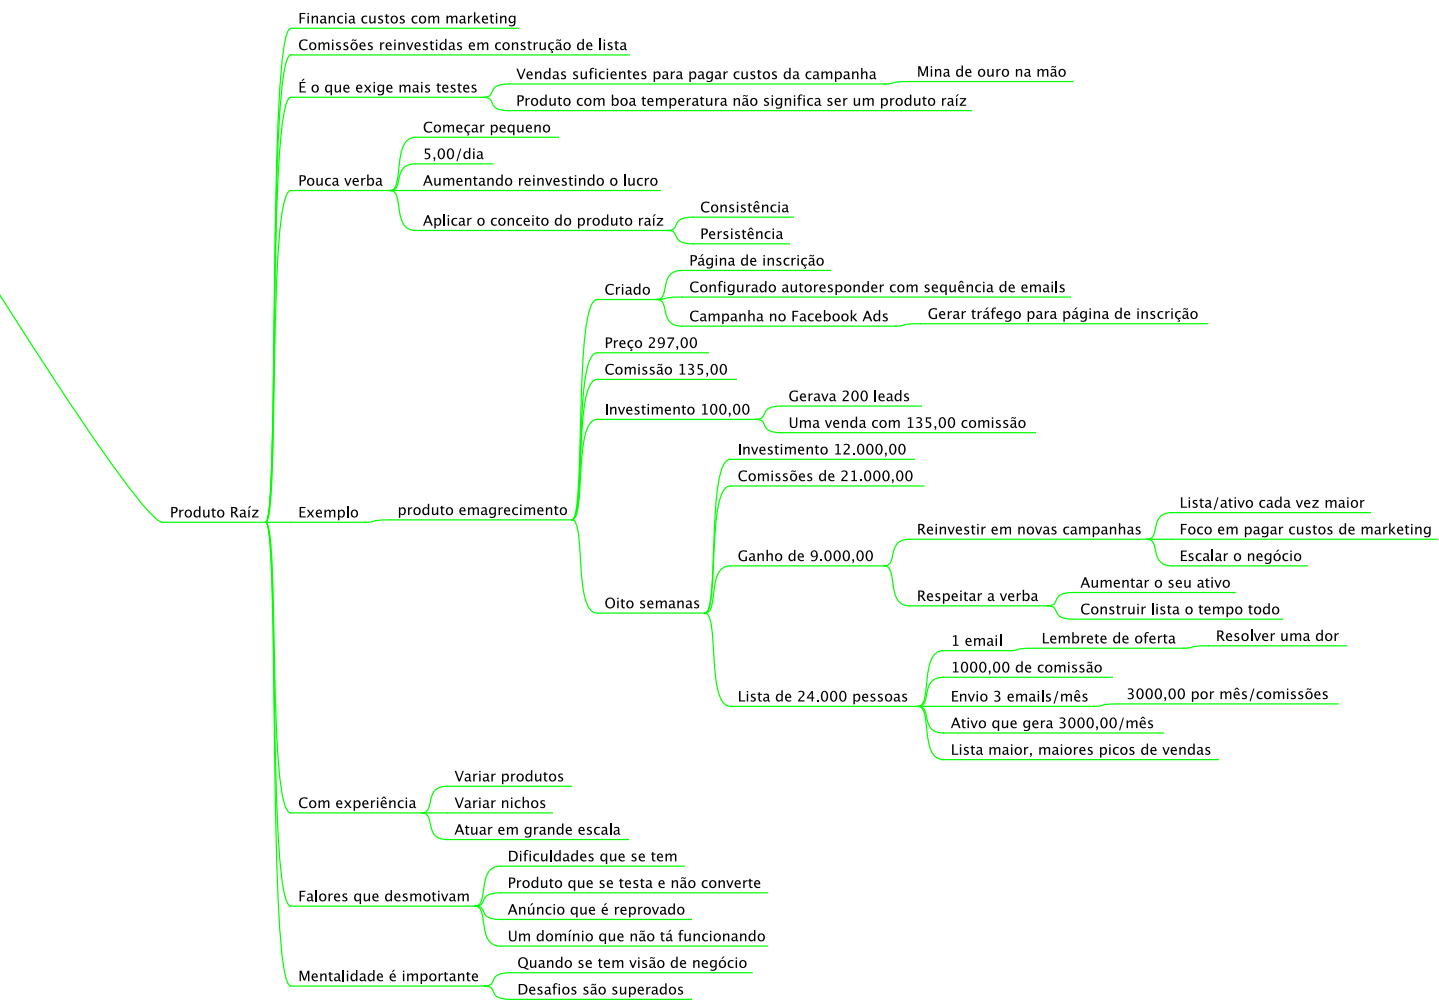 Financia custos com marketing
Comissões reinvestidas em construção de lista
É o que exige mais testes
Vendas suficientes para pagar custos da campanha
Mina de ouro na mão
Produto com boa temperatura não significa ser um produto raíz
Pouca verba
Começar pequeno
5,00/dia
Aumentando reinvestindo o lucro
Aplicar o conceito do produto raíz
Consistência
Persistência
Produto Raíz
Exemplo
produto emagrecimento
Criado
Página de inscrição
Configurado autoresponder com sequência de emails
Campanha no Facebook Ads
Gerar tráfego para página de inscrição
Preço 297,00
Comissão 135,00
Investimento 100,00
Gerava 200 leads
Uma venda com 135,00 comissão
Oito semanas
Investimento 12.000,00
Comissões de 21.000,00
Ganho de 9.000,00
Reinvestir em novas campanhas
Lista/ativo cada vez maior
Foco em pagar custos de marketing
Escalar o negócio
Respeitar a verba
Aumentar o seu ativo
Construir lista o tempo todo
Lista de 24.000 pessoas
1 email
Lembrete de oferta
Resolver uma dor
1000,00 de comissão
Envio 3 emails/mês
3000,00 por mês/comissões
Ativo que gera 3000,00/mês
Lista maior, maiores picos de vendas
Com experiência
Variar produtos
Variar nichos
Atuar em grande escala
Falores que desmotivam
Dificuldades que se tem
Produto que se testa e não converte
Anúncio que é reprovado
Um domínio que não tá funcionando
Mentalidade é importante
Quando se tem visão de negócio
Desafios são superados